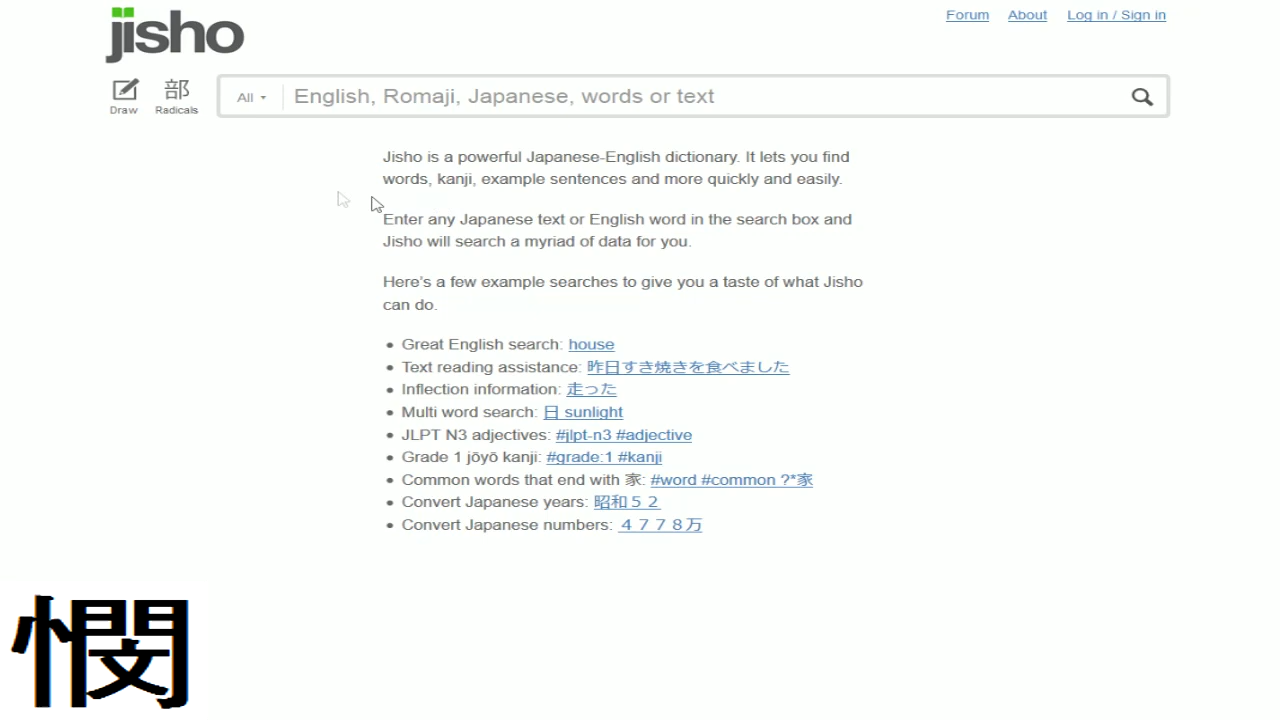 jisho
Forum About Log in / Sign in
Draw 部 Radicals All English, Romaji, Japanese, words or text
Jisho is a powerful Japanese-English dictionary. It lets you find
words, kanji, example sentences and more quickly and easily.
Enter any Japanese text or English word in the search box and
Jisho will search a myriad of data for you.
Here's a few example searches to give you a taste of what Jisho
can do.
Great English search: house
Text reading assistance: 昨日すき焼きを食べました
Inflection information: 走った
Multi word search: 日 sunlight
JLPT N3 adjectives: #jlpt-n3 #adjective
Grade 1 jōyō kanji: #grade:1 #kanji
Common words that end with 家: #word #common ?*家
Convert Japanese years: 昭和５２
Convert Japanese numbers: ４７７８万
憫